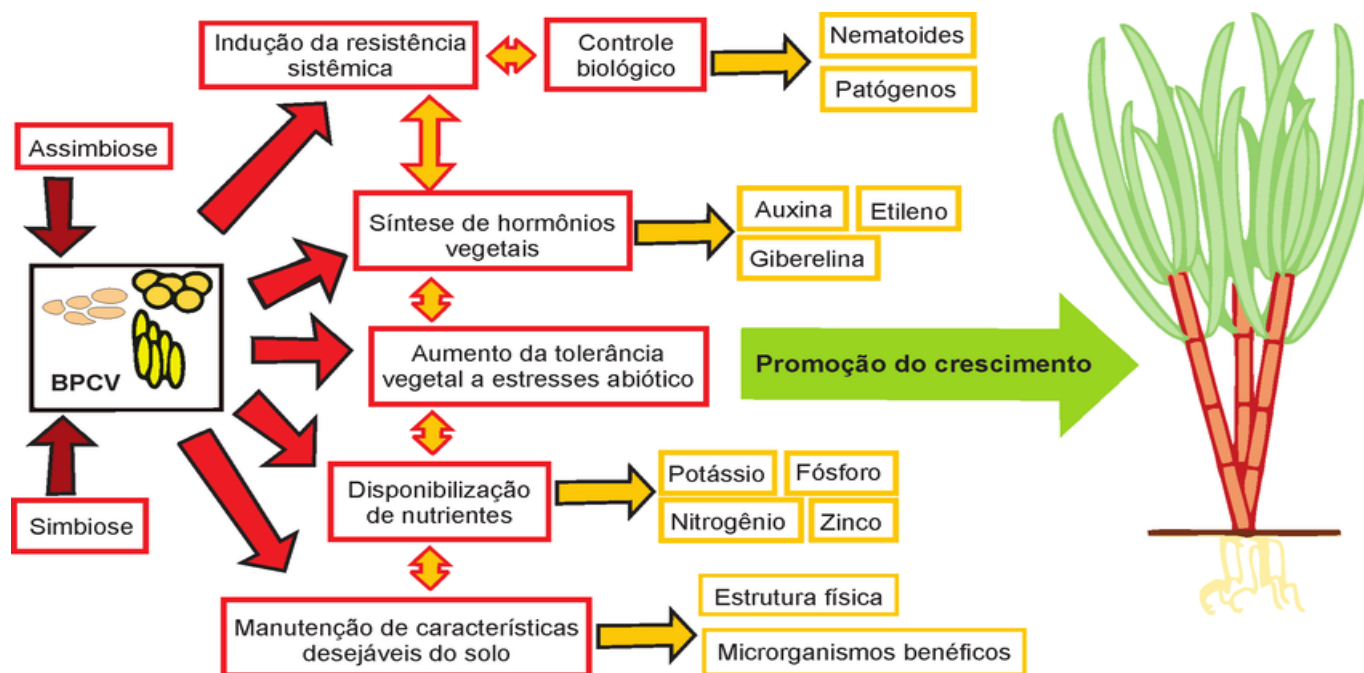 Indução da resistência
sistêmica
Controle
biológico
Nematoides
Patógenos
Assimbiose
Síntese de hormônios
vegetais
Auxina
Etileno
Giberelina
BPCV
Aumento da tolerância
vegetal a estresses abiótico
Promoção do crescimento
Simbiose
Disponibilização
de nutrientes
Potássio
Fósforo
Nitrogênio
Zinco
Manutenção de características
desejáveis do solo
Estrutura física
Microrganismos benéficos